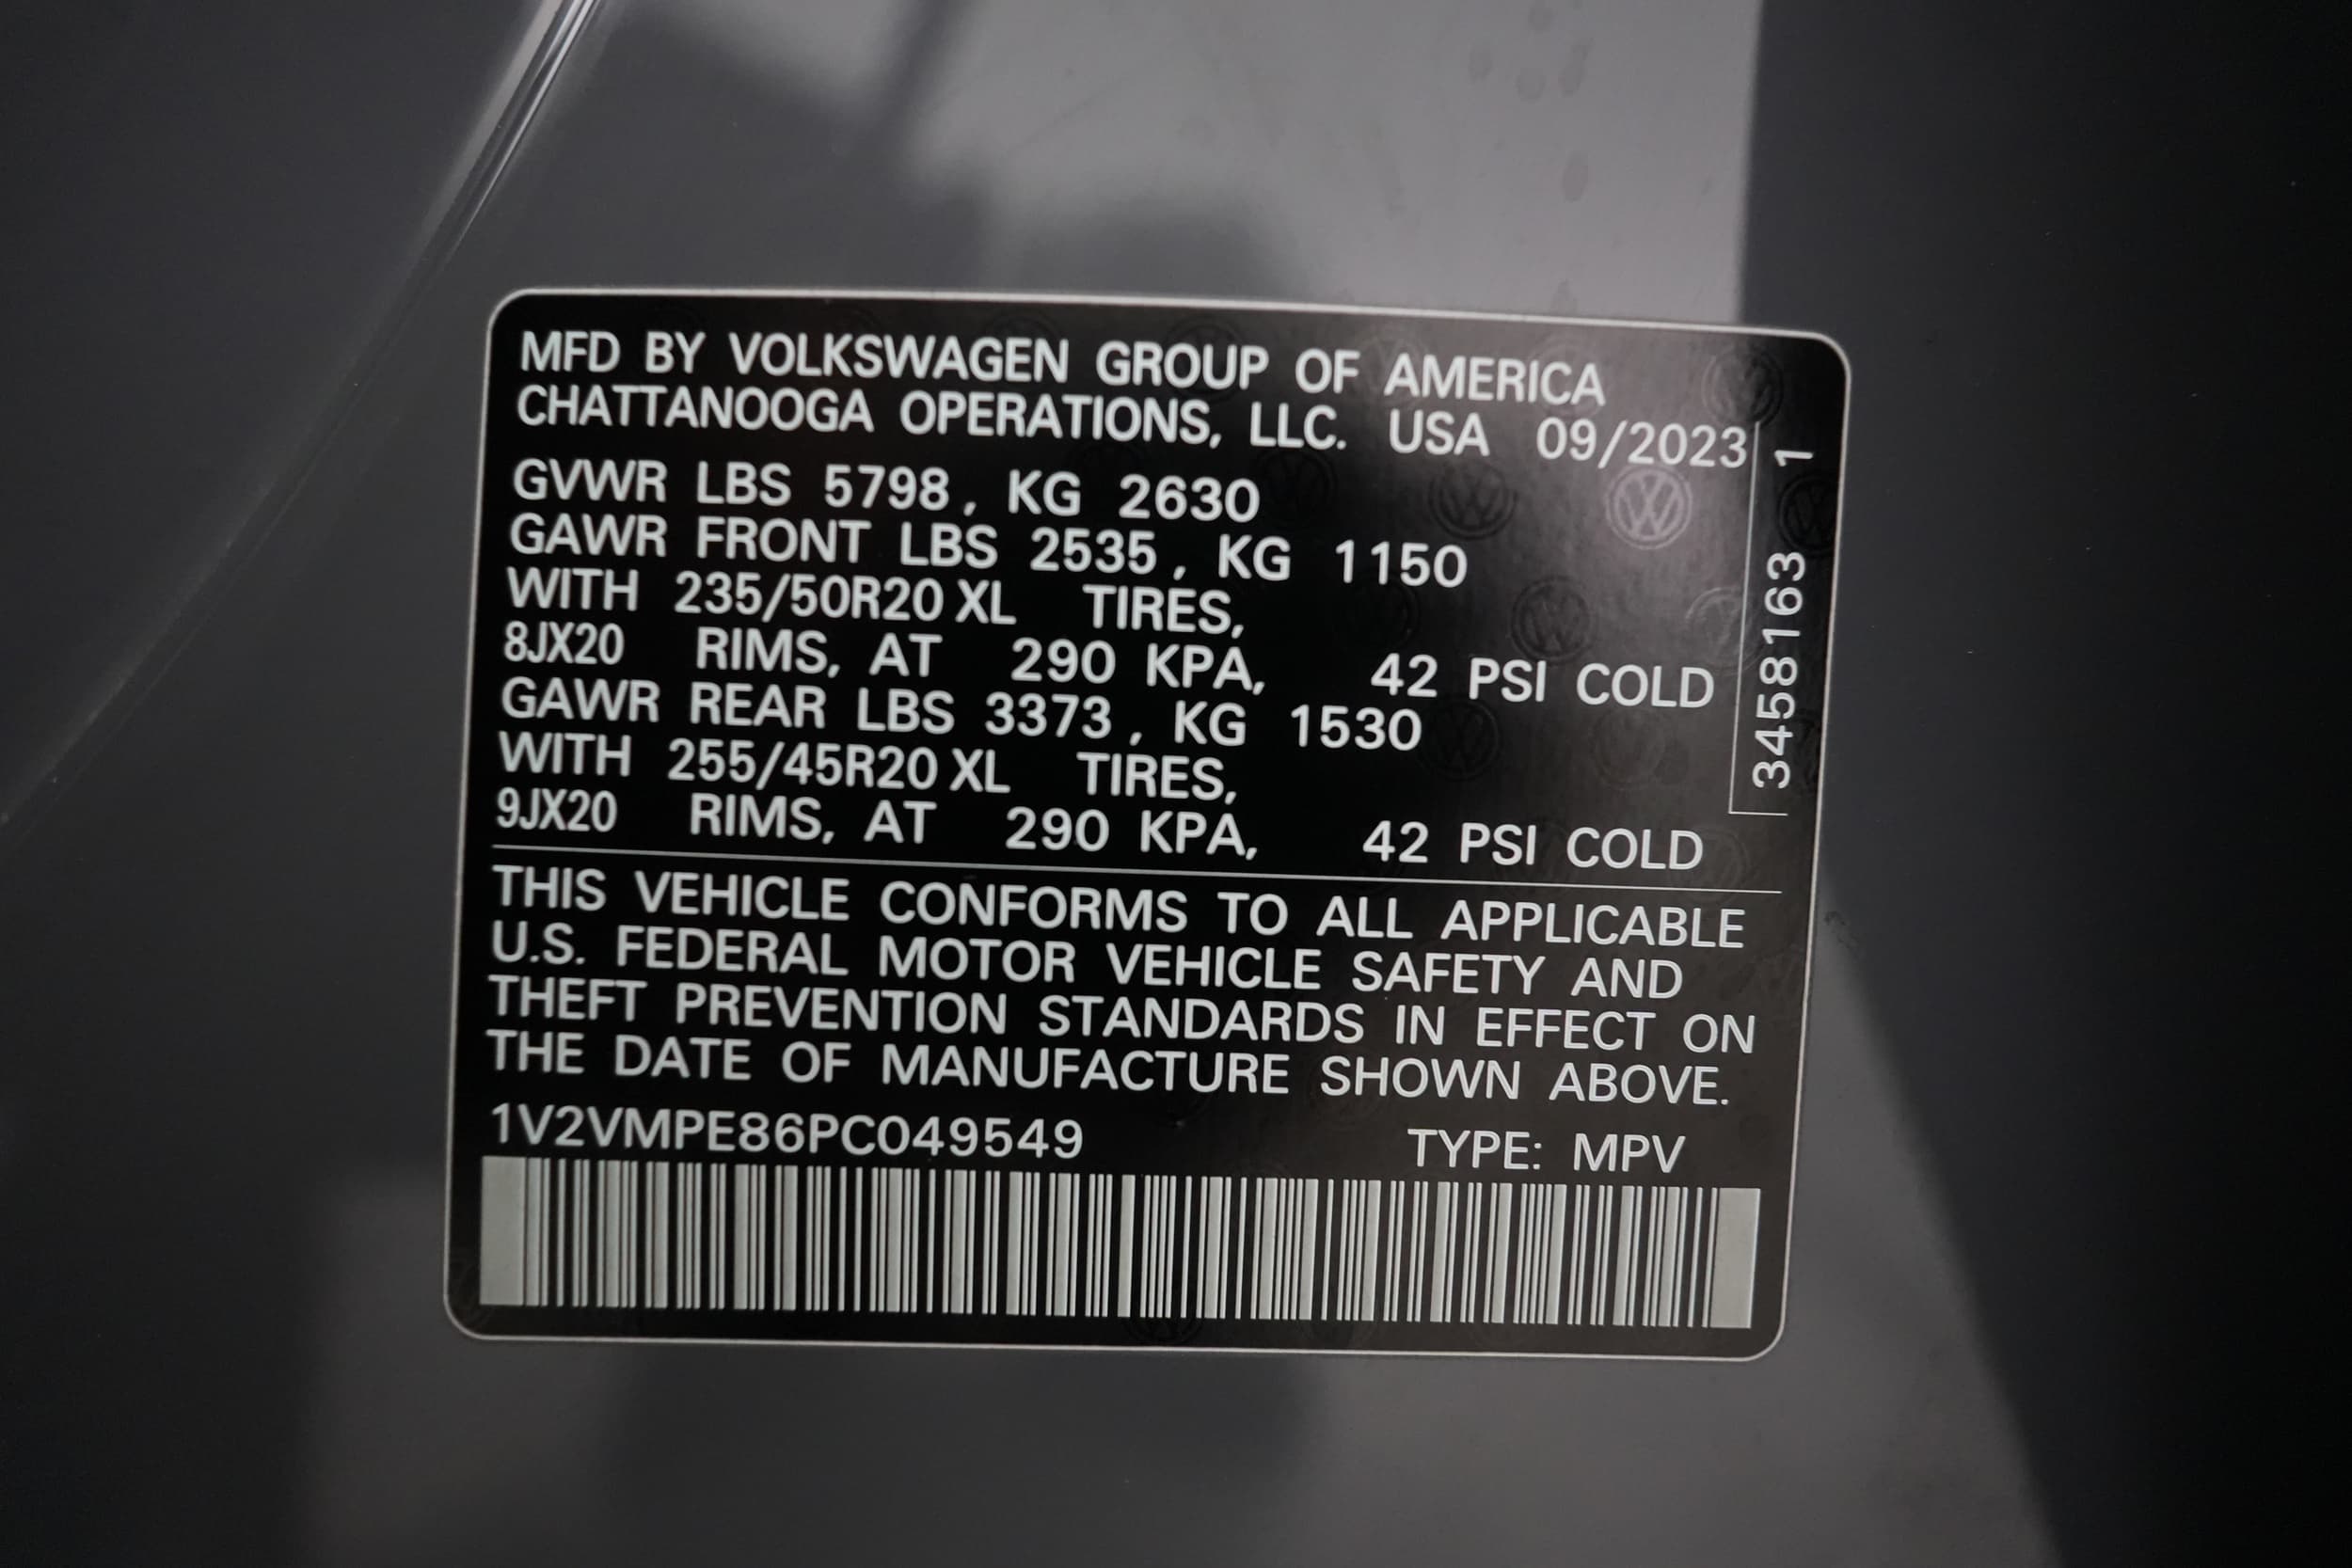 MFD BY VOLKSWAGEN GROUP OF AMERICA
CHATTANOOGA OPERATIONS, LLC. USA 09/2023
GVWR LBS 5798, KG 2630
GAWR FRONT LBS 2535, KG 1150
WITH 235/50R20 XL TIRES,
8JX20 RIMS, AT 290 KPA, 42 PSI COLD
GAWR REAR LBS 3373, KG 1530
WITH 255/45R20 XL TIRES,
9JX20 RIMS, AT 290 KPA, 42 PSI COLD
3458163 1
THIS VEHICLE CONFORMS TO ALL APPLICABLE
U.S. FEDERAL MOTOR VEHICLE SAFETY AND
THEFT PREVENTION STANDARDS IN EFFECT ON
THE DATE OF MANUFACTURE SHOWN ABOVE.
1V2VMPE86PC049549 TYPE: MPV